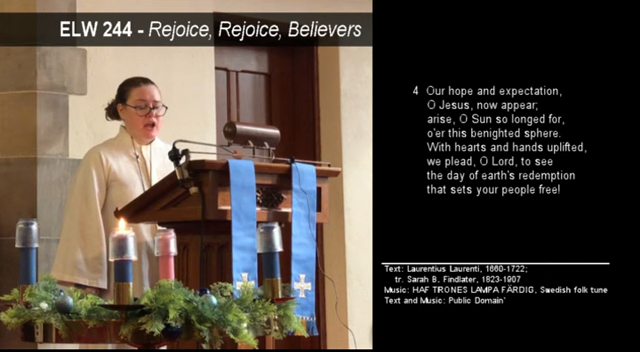 ELW 244 - Rejoice, Rejoice, Believers
4 Our hope and expectation,
O Jesus, now appear;
arise, O Sun so longed for,
o'er this benighted sphere.
With hearts and hands uplifted,
we plead, O Lord, to see
the day of earth's redemption
that sets your people free!
Text: Laurentius Laurenti, 1660-1722;
tr. Sarah B. Findlater, 1823-1907
Music: HAF TRONES LAMPA FÄRDIG, Swedish folk tune
Text and Music: Public Domain`